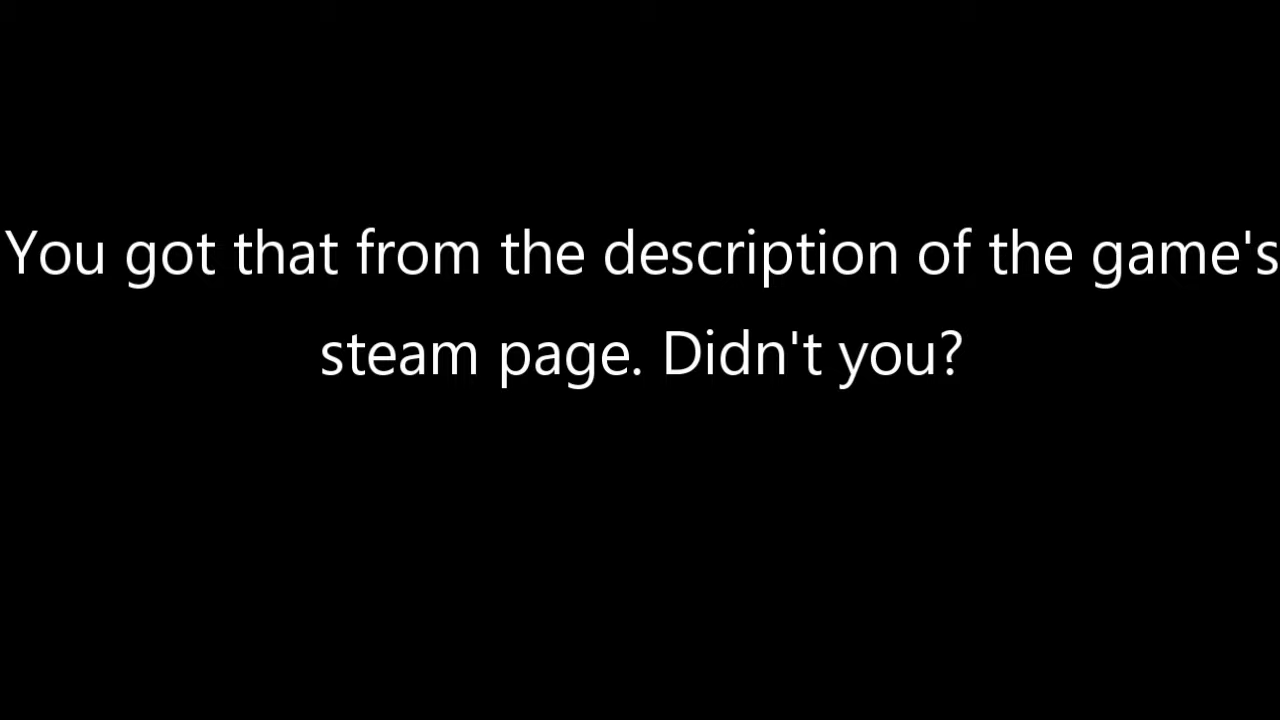 You got that from the description of the game's
steam page. Didn't you?